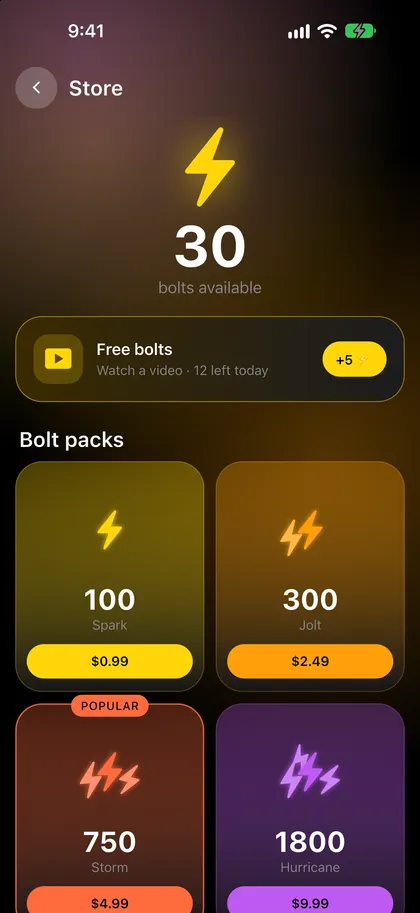 9:41
Store
30
bolts available
Free bolts
Watch a video · 12 left today
+5
Bolt packs
100
Spark
$0.99
300
Jolt
$2.49
POPULAR
750
Storm
$4.99
1800
Hurricane
$9.99